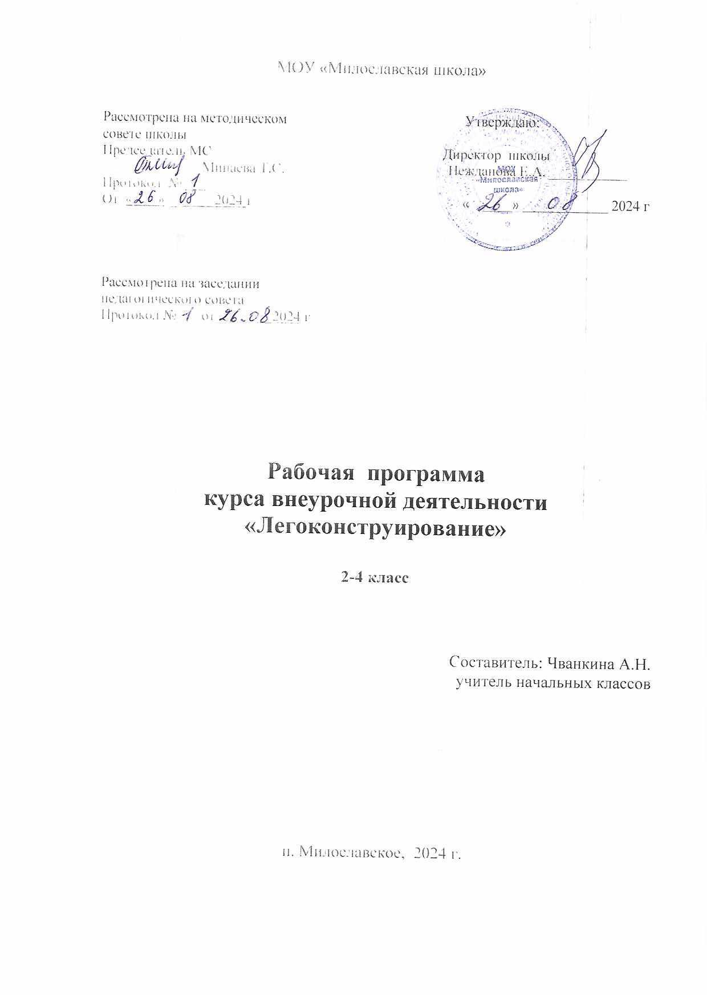 МОУ «Милославская школа»
Рассмотрена на методическом
совете школы
Председатель МС
Минаева Г.С.
Протокол № 1
От «26» 08 2024 г
Утверждаю:
Директор школы
Нежданова Е.А.
МОУ
«Милославская
школа»
«26» 08 2024 г
Рассмотрена на заседании
педагогического совета
Протокол № 1 от 26.08 2024 г
Рабочая программа
курса внеурочной деятельности
«Легоконструирование»
2-4 класс
Составитель: Чванкина А.Н.
учитель начальных классов
п. Милославское, 2024 г.